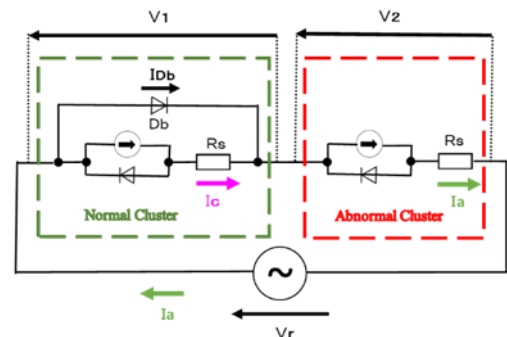 V1
V2
IDb
Db
Rs
Rs
Ic
Ia
Normal Cluster
Abnormal Cluster
~
Ia
Vr